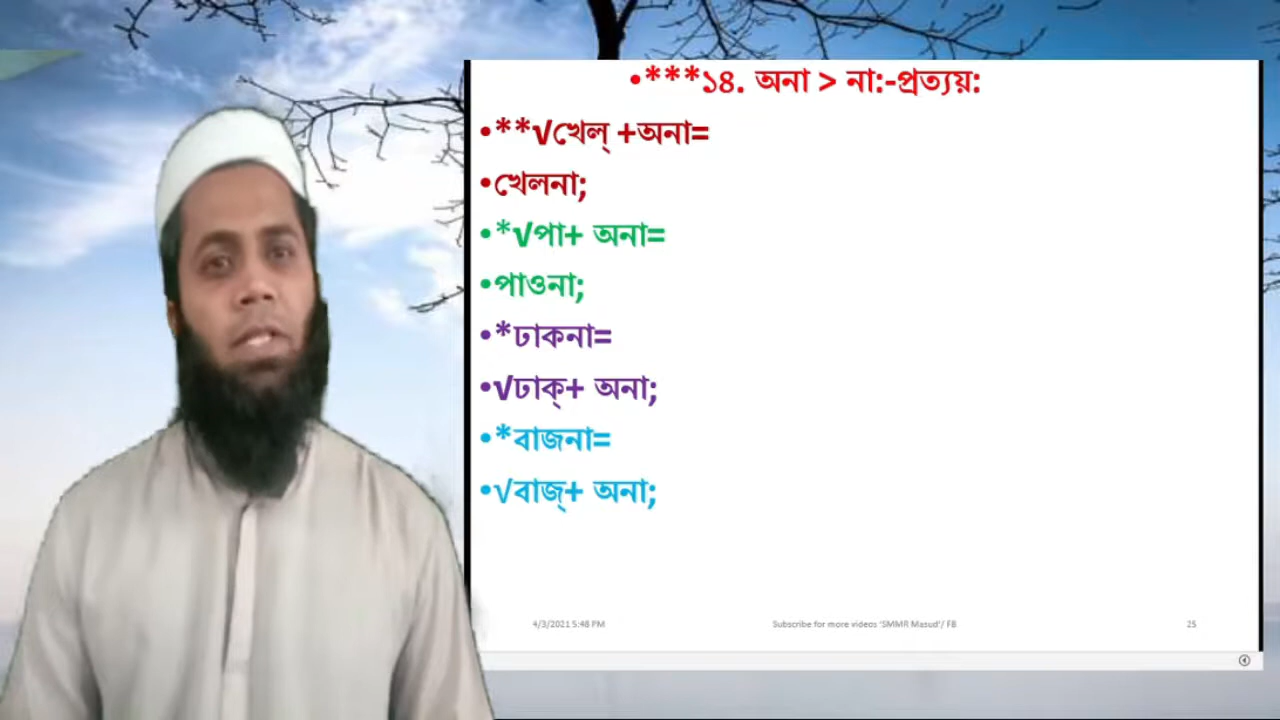 •***১৪. অনা > না:-প্রত্যয়:
•**√খেল্ +অনা=
•খেলনা;
•*√পা+ অনা=
•পাওনা;
•*ঢাকনা=
•√ঢাক্+ অনা;
•*বাজনা=
•√বাজ্+ অনা;
4/3/2021 5:48 PM Subscribe for more videos 'SMMR Masud'/ FB 25